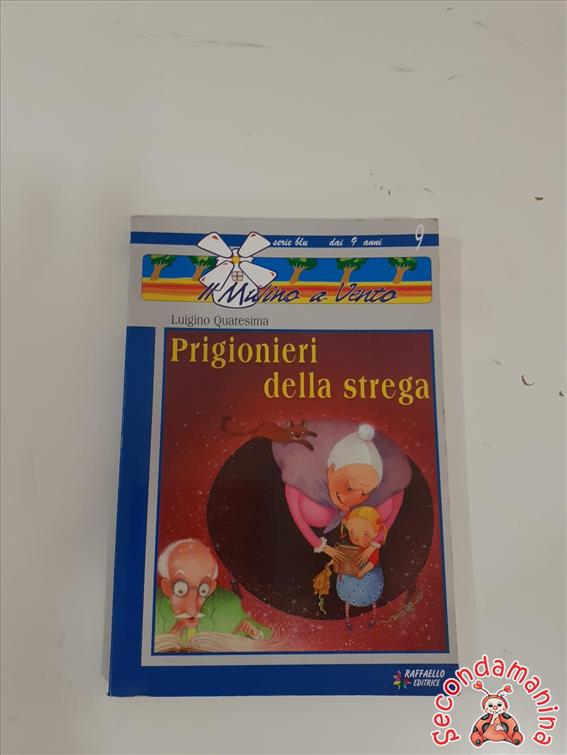 serie blu dai 9 anni 9
Il Mulino a Vento
Luigino Quaresima
Prigionieri
della strega
RAFFAELLO
EDITRICE
Secondamanina